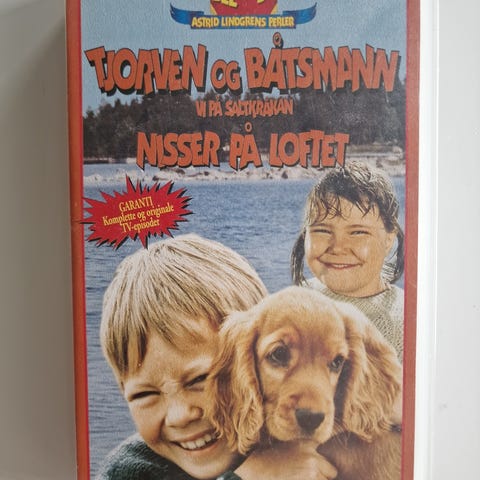 ASTRID LINDGRENS PERLER
TJORVEN OG BÅTSMANN
VI PÅ SALTKRÅKAN
NISSER PÅ LOFTET
GARANTI
Komplette og originale
TV-episoder